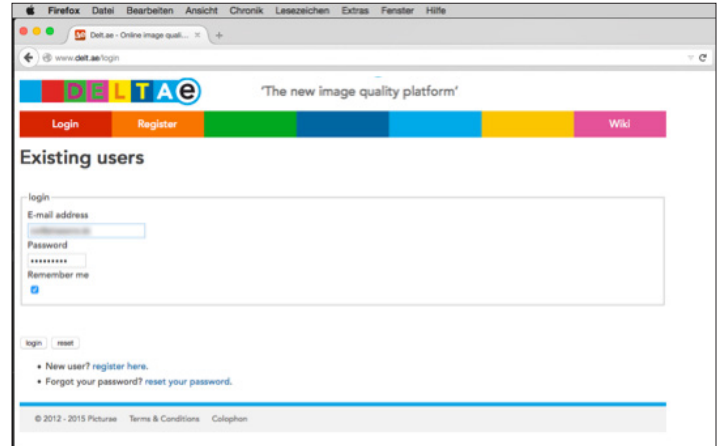 Firefox Datei Bearbeiten Ansicht Chronik Lesezeichen Extras Fenster Hilfe
Delt.ae - Online image quali...
www.delt.ae/login
DELTAe
'The new image quality platform'
Login Register Wiki
Existing users
login
E-mail address
Password
•••••••••
Remember me
login reset
• New user? register here.
• Forgot your password? reset your password.
© 2012 - 2015 Picturae Terms & Conditions Colophon